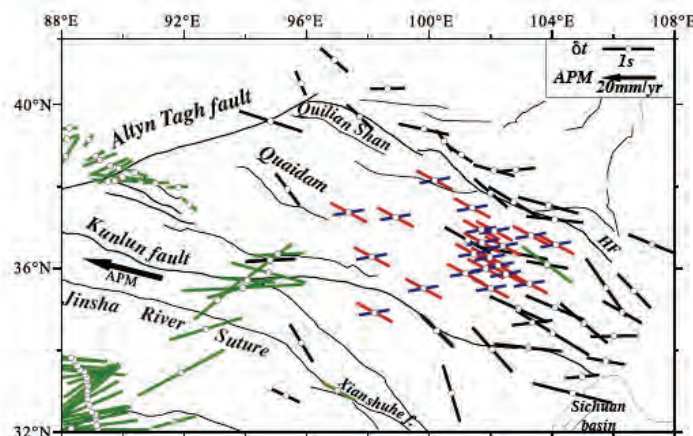 88°E 92°E 96°E 100°E 104°E 108°E
δt
1s
APM
20mm/yr
40°N
Altyn Tagh fault
Quilian Shan
Quaidam
Kunlun fault
HF
36°N
APM
Jinsha River Suture
Xianshuhe F.
Sichuan
basin
32°N